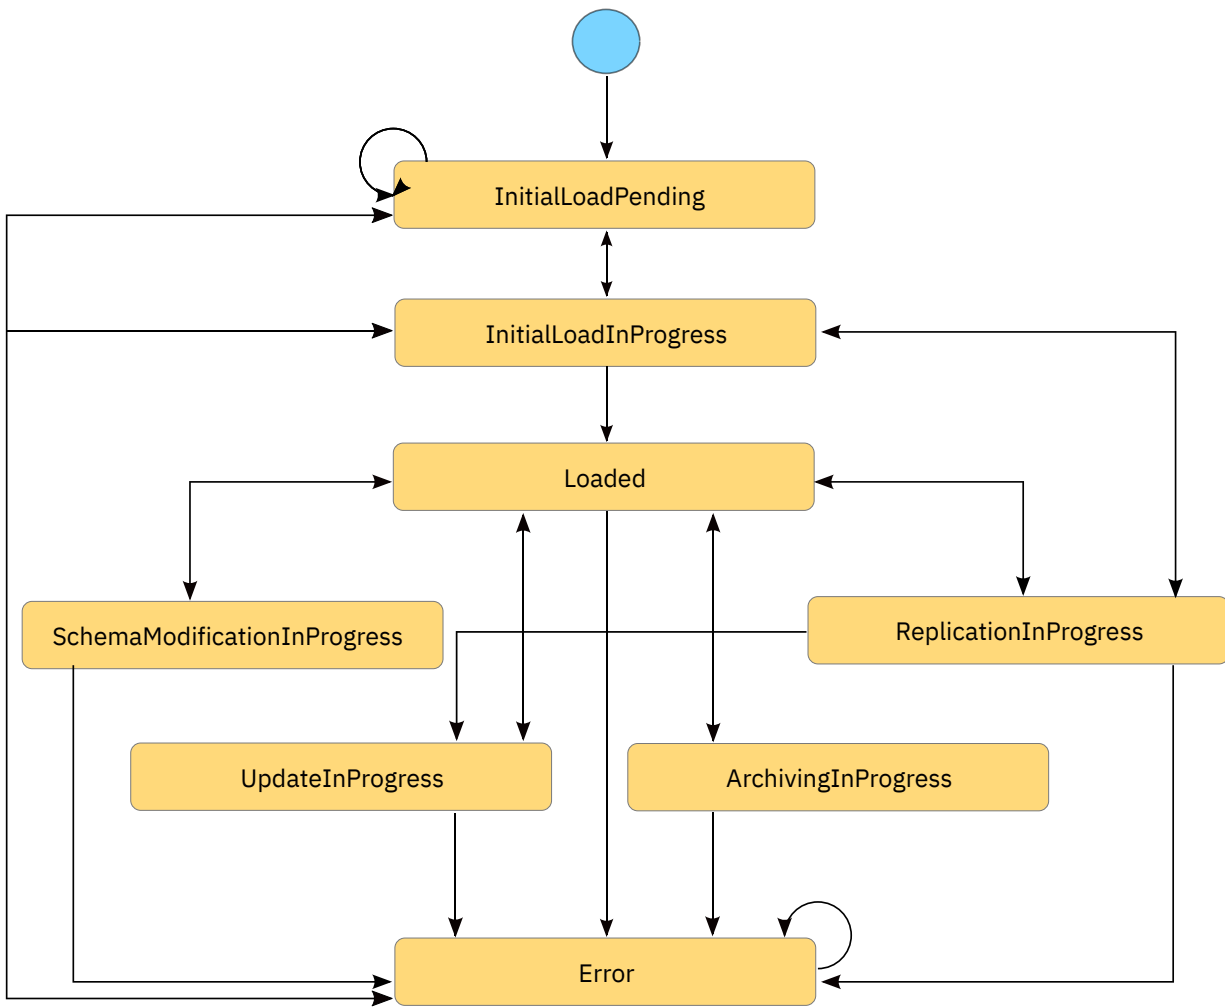 InitialLoadPending
InitialLoadInProgress
Loaded
SchemaModificationInProgress
ReplicationInProgress
UpdateInProgress
ArchivingInProgress
Error